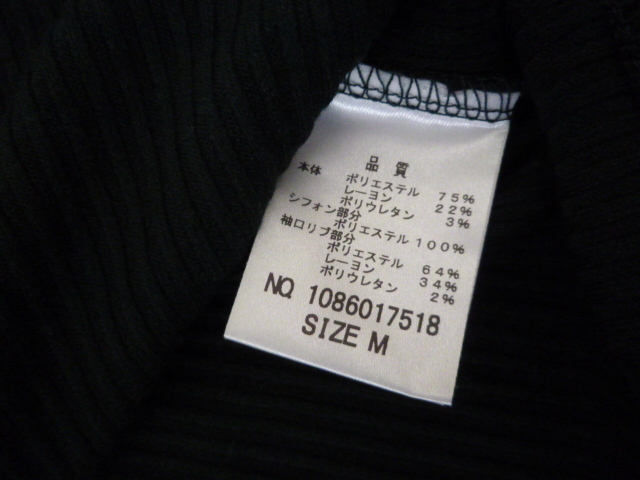 品質
本体
ポリエステル 75%
レーヨン 22%
ポリウレタン 3%
シフォン部分
ポリエステル 100%
袖口リブ部分
ポリエステル 64%
レーヨン 34%
ポリウレタン 2%
NO. 1086017518
SIZE M